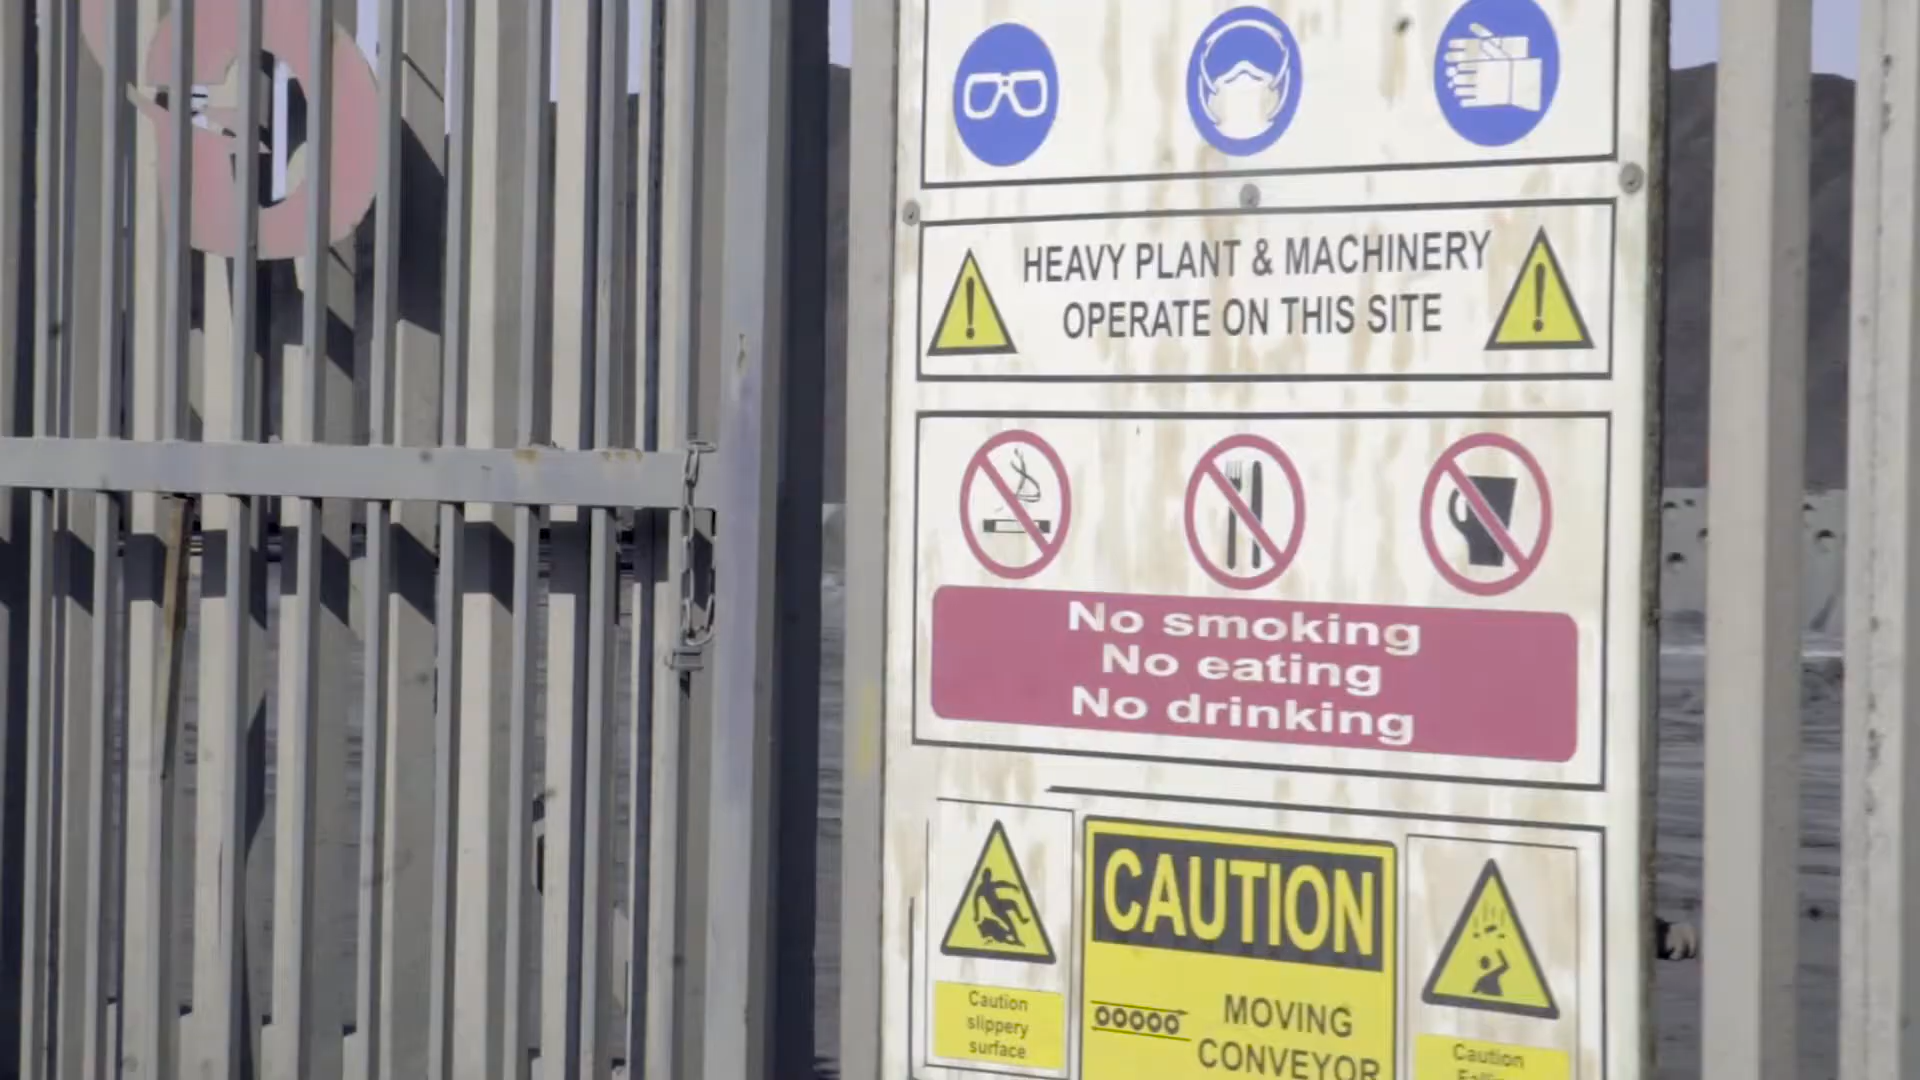 HEAVY PLANT & MACHINERY
OPERATE ON THIS SITE
No smoking
No eating
No drinking
Caution
slippery
surface
CAUTION
MOVING
CONVEYOR
Caution